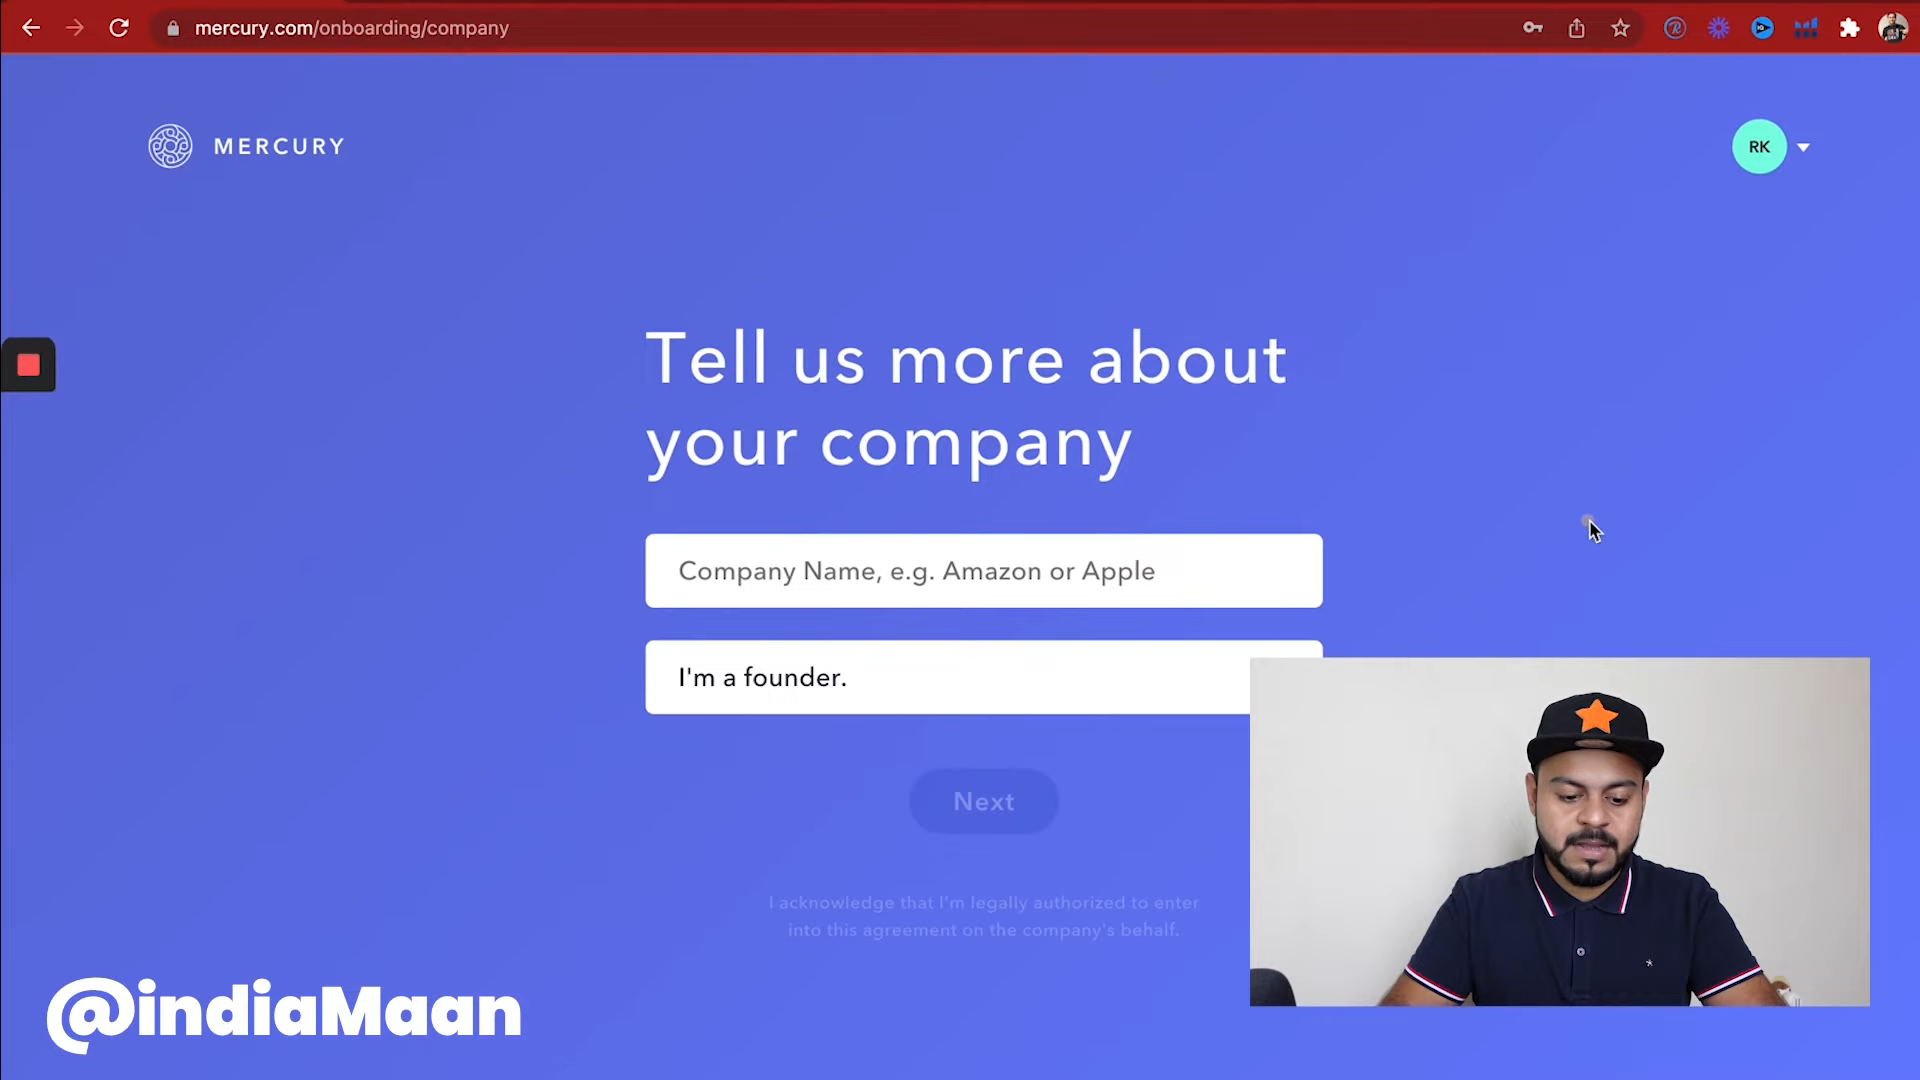 mercury.com/onboarding/company
MERCURY
RK
Tell us more about
your company
Company Name, e.g. Amazon or Apple
I'm a founder.
Next
I acknowledge that I'm legally authorized to enter
into this agreement on the company's behalf.
@indiaMaan